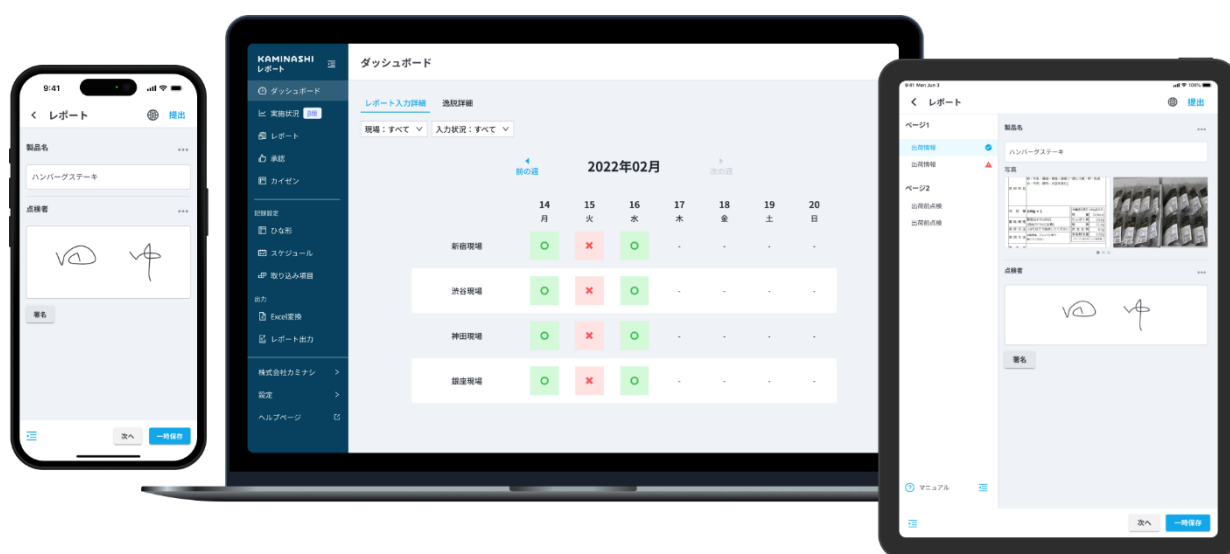 9:41
レポート
提出
製品名
ハンバーグステーキ
点検者
田中
署名
次へ
一時保存
KAMINASHI
レポート
ダッシュボード
実施状況 β版
レポート
承認
カイゼン
記録設定
ひな形
スケジュール
取り込み項目
出力
Excel変換
レポート出力
株式会社カミナシ
設定
ヘルプページ
ダッシュボード
レポート入力詳細 逸脱詳細
現場:すべて 入力状況:すべて
前の週 2022年02月 次の週
14 15 16 17 18 19 20
月 火 水 木 金 土 日
新宿現場 - - - -
渋谷現場 - - - -
神田現場 - - - -
銀座現場 - - - -
9:41 Mon Jun 3
100%
レポート
提出
ページ1
出荷情報
出荷情報
ページ2
出荷前点検
出荷前点検
マニュアル
製品名
ハンバーグステーキ
写真
点検者
田中
署名
次へ
一時保存